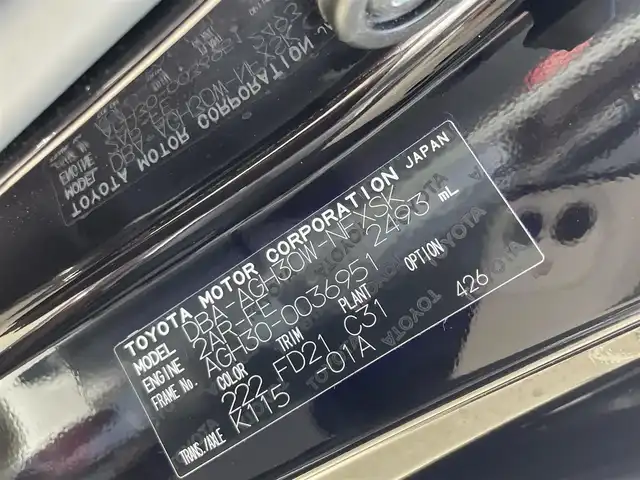 TOYOTA MOTOR CORPORATION JAPAN
MODEL DBA-AGH30W-NFXSK
ENGINE 2AR-FE 2493 mL
FRAME No. AGH30-0036951
COLOR TRIM PLANT OPTION
222 FD21 C31 426
TRANS./AXLE K115 -01A